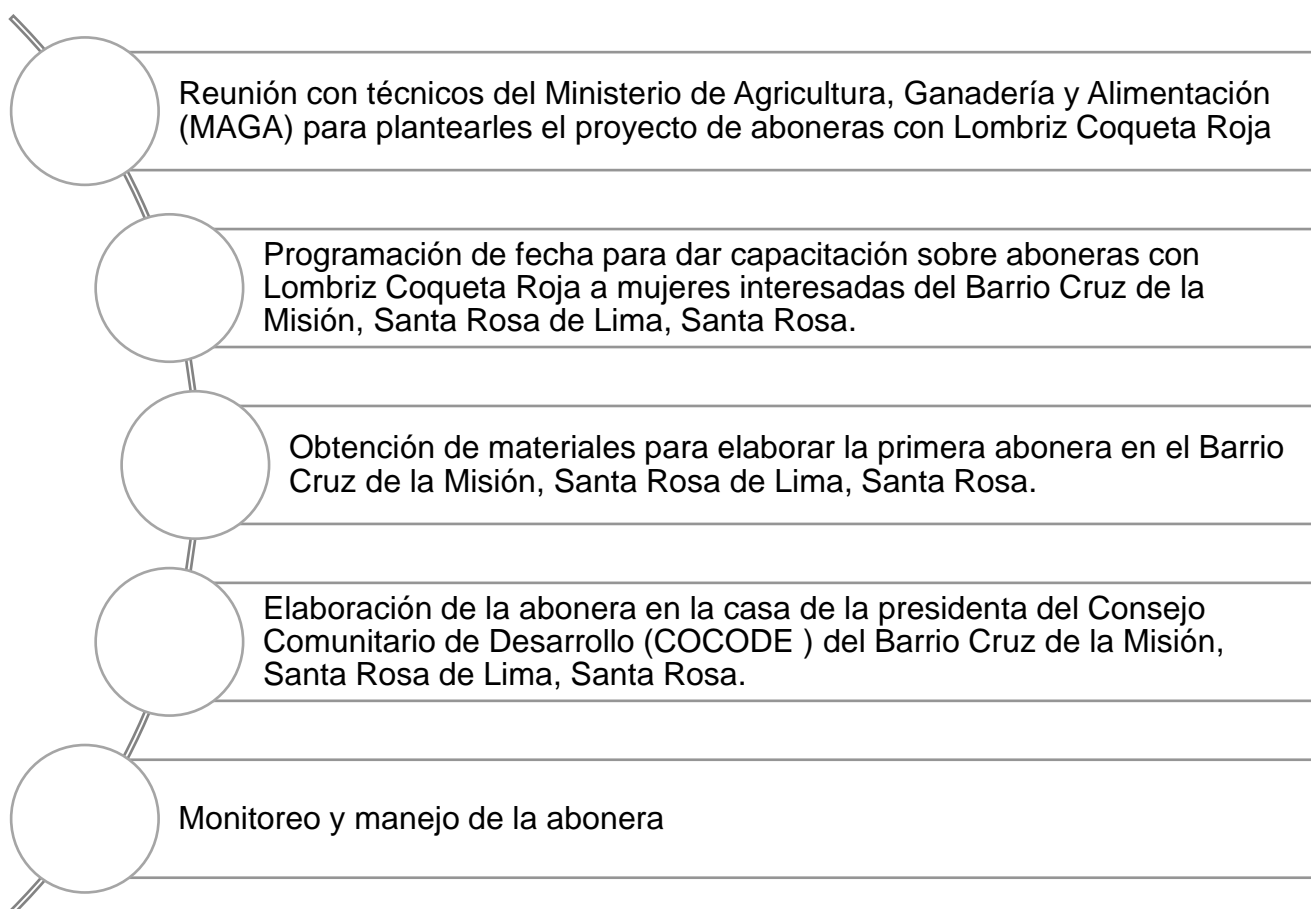 Reunión con técnicos del Ministerio de Agricultura, Ganadería y Alimentación
(MAGA) para plantearles el proyecto de aboneras con Lombriz Coqueta Roja
Programación de fecha para dar capacitación sobre aboneras con
Lombriz Coqueta Roja a mujeres interesadas del Barrio Cruz de la
Misión, Santa Rosa de Lima, Santa Rosa.
Obtención de materiales para elaborar la primera abonera en el Barrio
Cruz de la Misión, Santa Rosa de Lima, Santa Rosa.
Elaboración de la abonera en la casa de la presidenta del Consejo
Comunitario de Desarrollo (COCODE ) del Barrio Cruz de la Misión,
Santa Rosa de Lima, Santa Rosa.
Monitoreo y manejo de la abonera